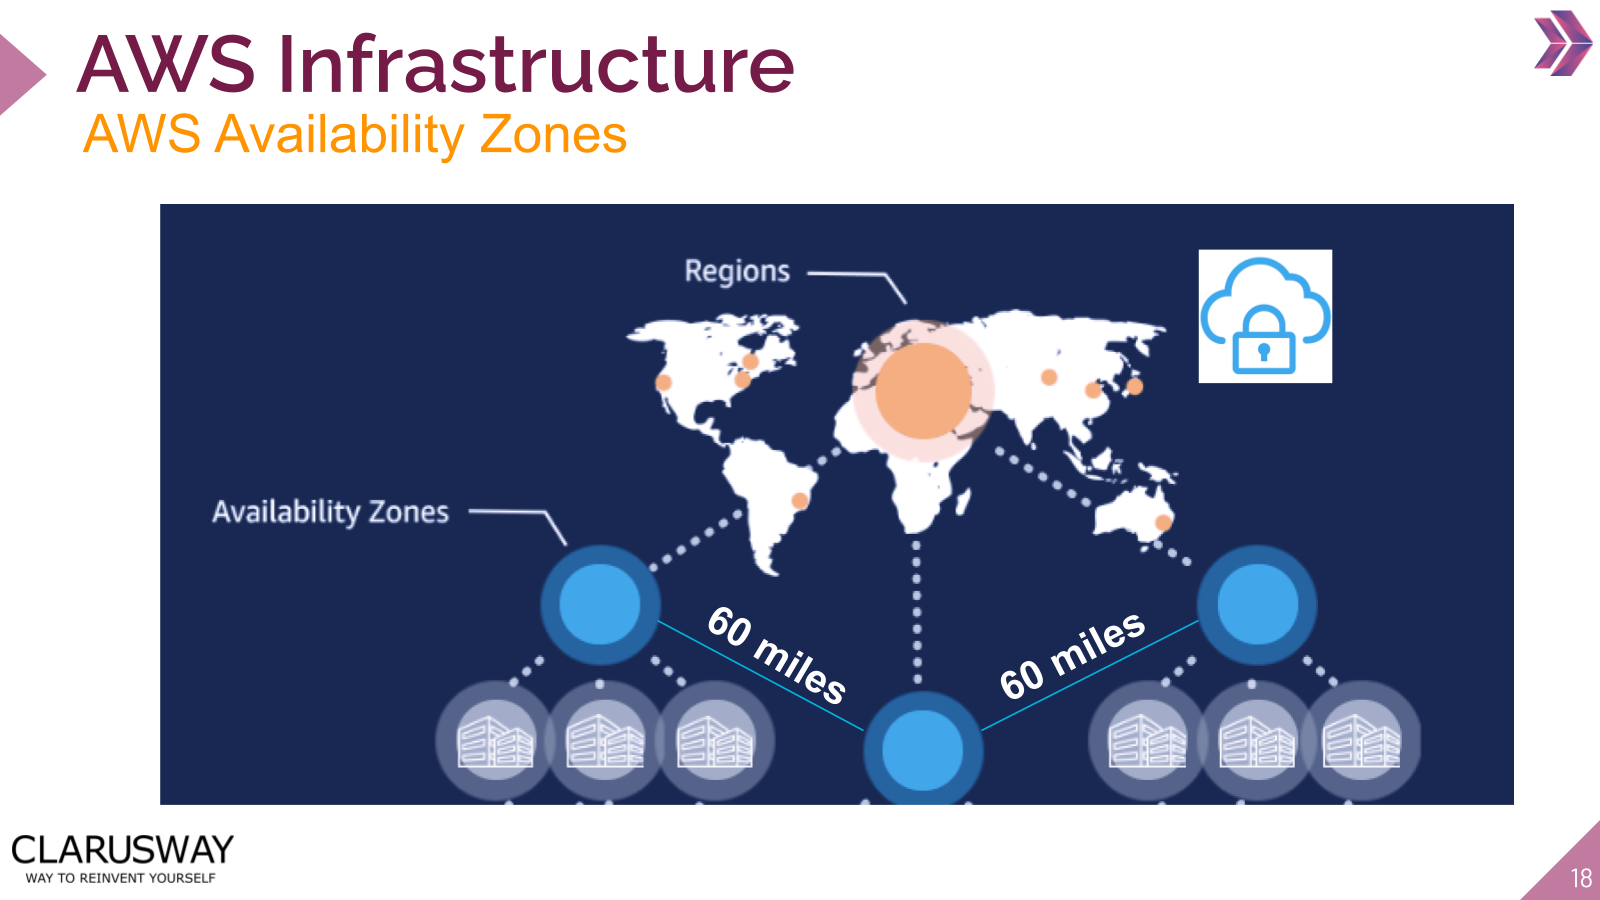 AWS Infrastructure
AWS Availability Zones
Regions
Availability Zones
60 miles
60 miles
CLARUSWAY
WAY TO REINVENT YOURSELF
18